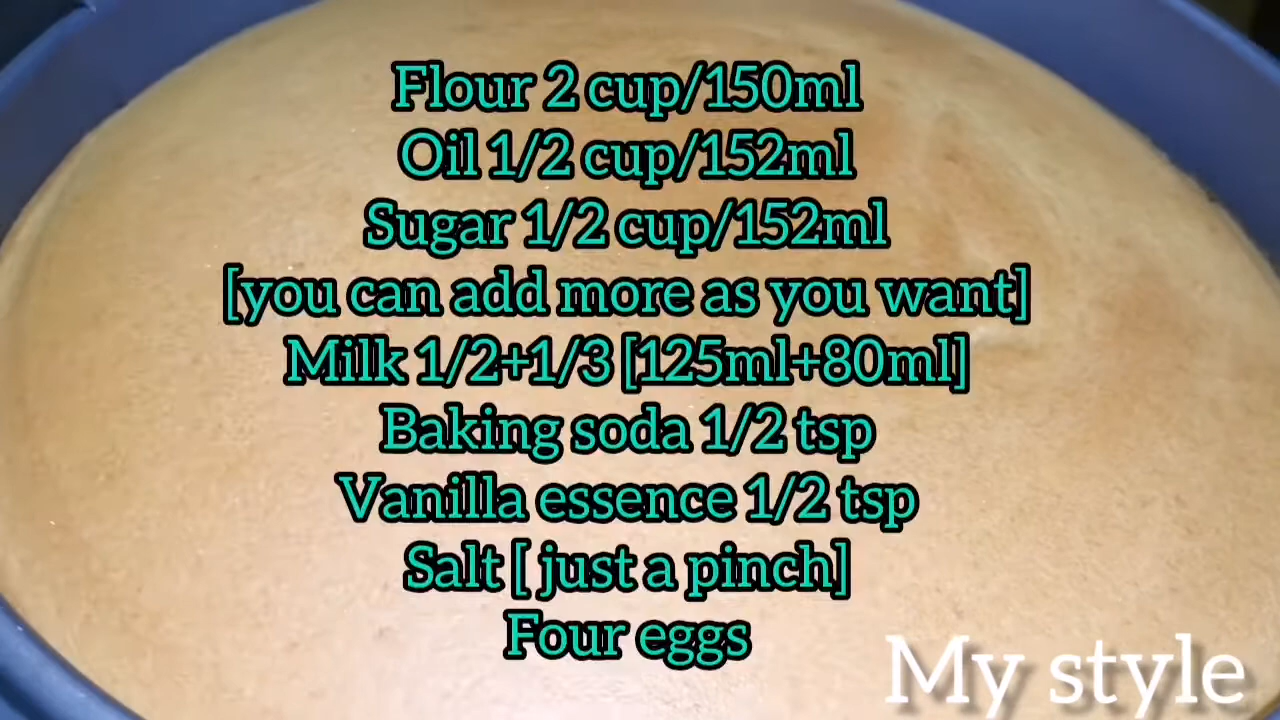 Flour 2 cup/150ml
Oil 1/2 cup/152ml
Sugar 1/2 cup/152ml
[you can add more as you want]
Milk 1/2+1/3 [125ml+80ml]
Baking soda 1/2 tsp
Vanilla essence 1/2 tsp
Salt [ just a pinch]
Four eggs
My style